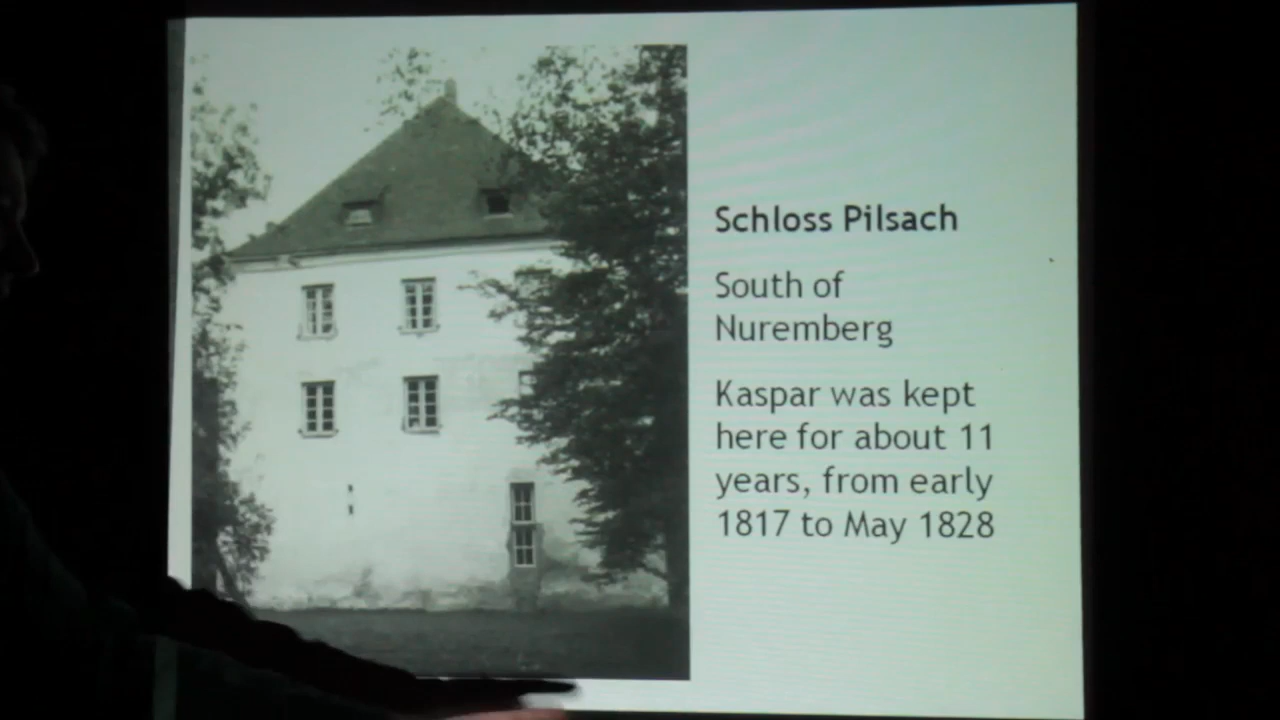 Schloss Pilsach
South of
Nuremberg
Kaspar was kept
here for about 11
years, from early
1817 to May 1828